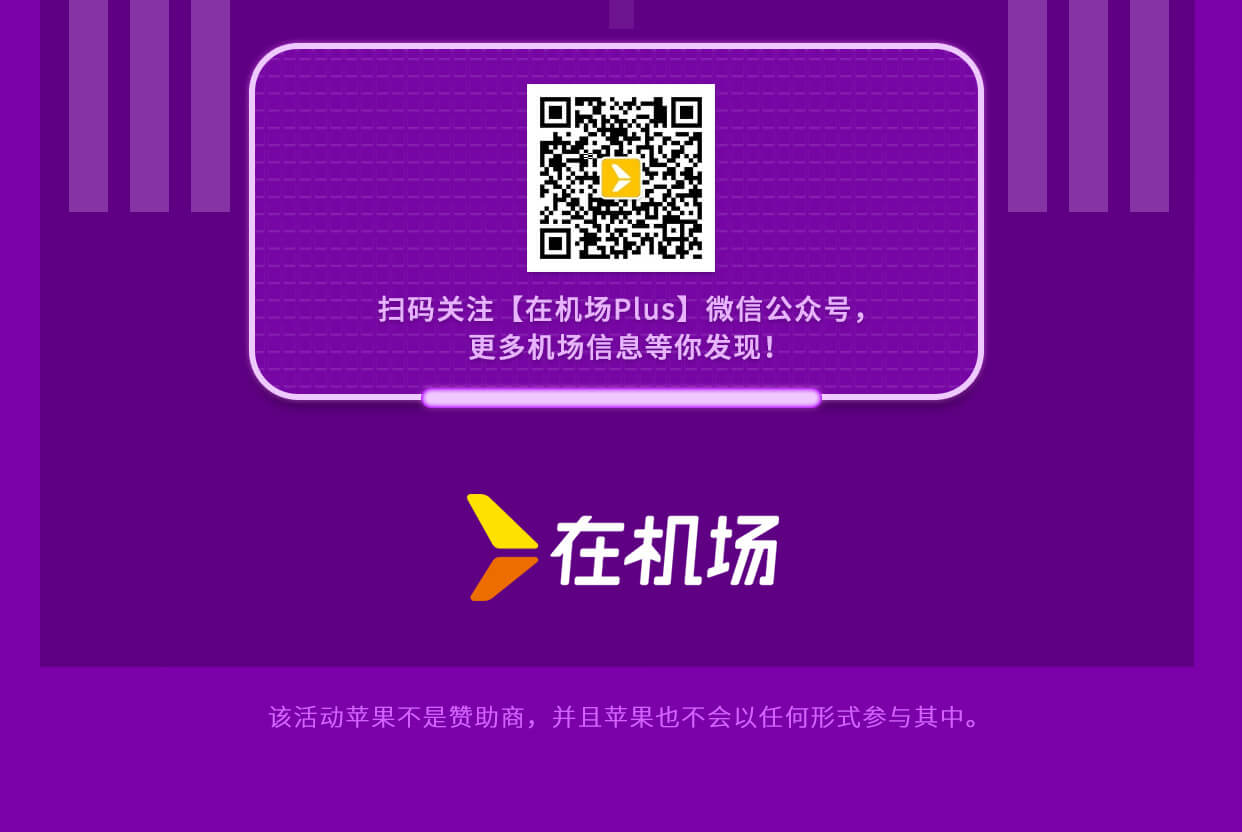 扫码关注【在机场Plus】微信公众号，
更多机场信息等你发现！
在机场
该活动苹果不是赞助商，并且苹果也不会以任何形式参与其中。